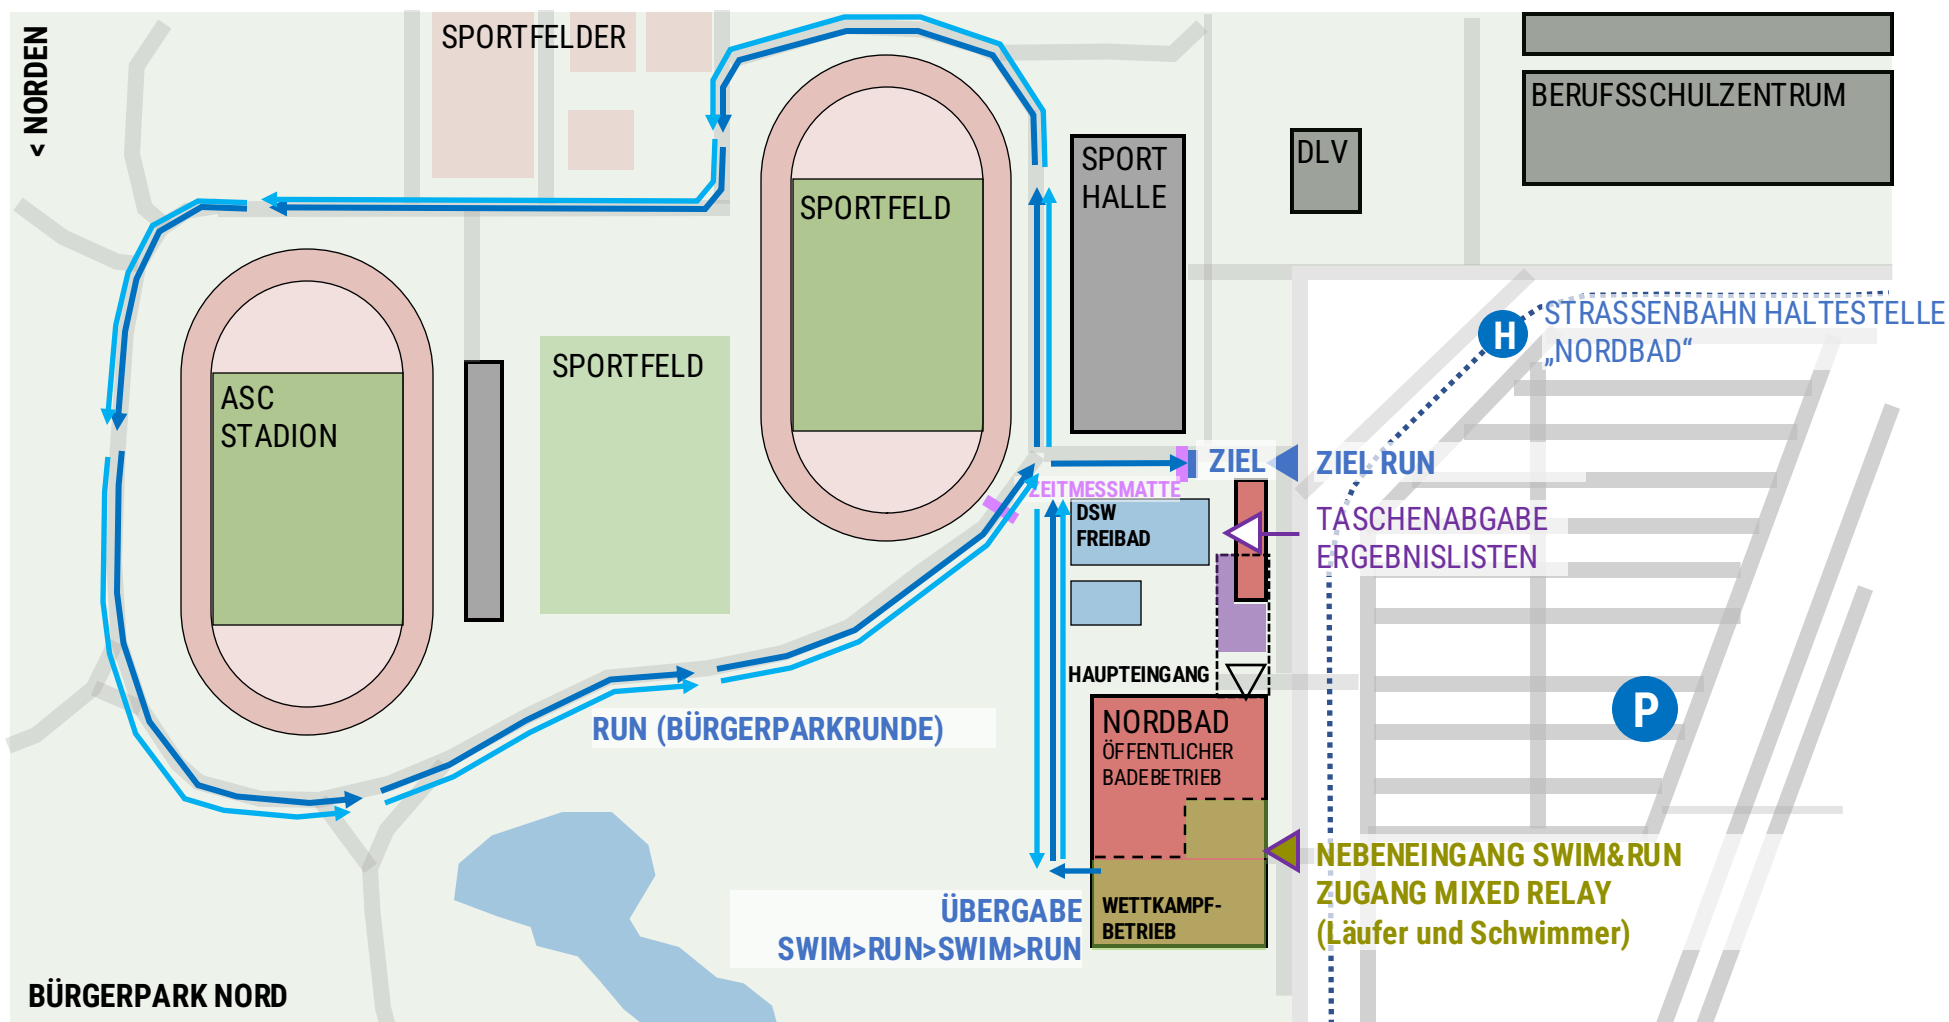 < NORDEN
SPORTFELDER
BERUFSSCHULZENTRUM
SPORT
HALLE
DLV
SPORTFELD
STRASSENBAHN HALTESTELLE
„NORDBAD“
H
SPORTFELD
ASC
STADION
ZIEL
ZIEL RUN
ZEITMESSMATTE
DSW
FREIBAD
TASCHENABGABE
ERGEBNISLISTEN
HAUPTEINGANG
P
RUN (BÜRGERPARKRUNDE)
NORDBAD
ÖFFENTLICHER
BADEBETRIEB
NEBENEINGANG SWIM&RUN
ZUGANG MIXED RELAY
(Läufer und Schwimmer)
WETTKAMPF-
BETRIEB
ÜBERGABE
SWIM>RUN>SWIM>RUN
BÜRGERPARK NORD